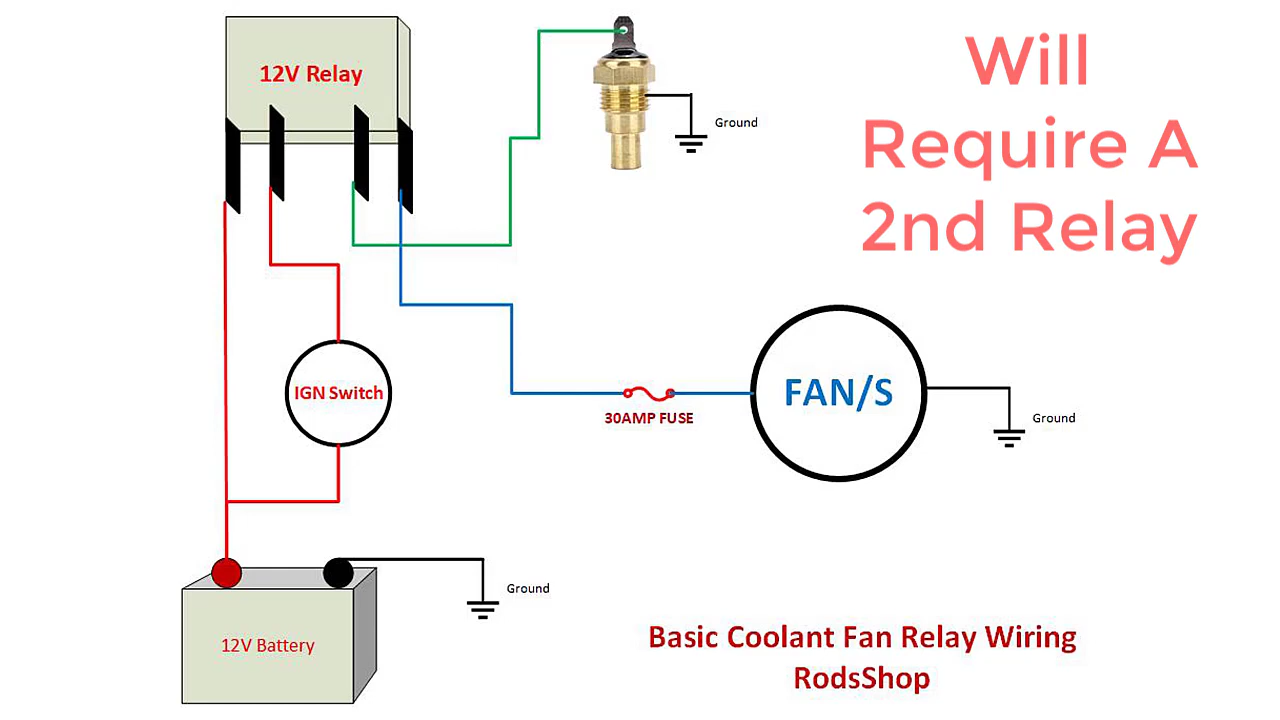 12V Relay
Ground
Will
Require A
2nd Relay
IGN Switch
30AMP FUSE
FAN/S
Ground
12V Battery
Ground
Basic Coolant Fan Relay Wiring
RodsShop